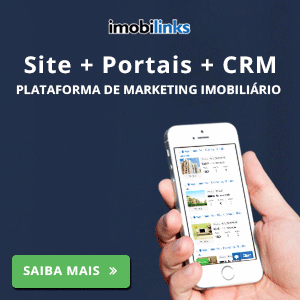 imobilinks
Site + Portais + CRM
PLATAFORMA DE MARKETING IMOBILIÁRIO
SAIBA MAIS »